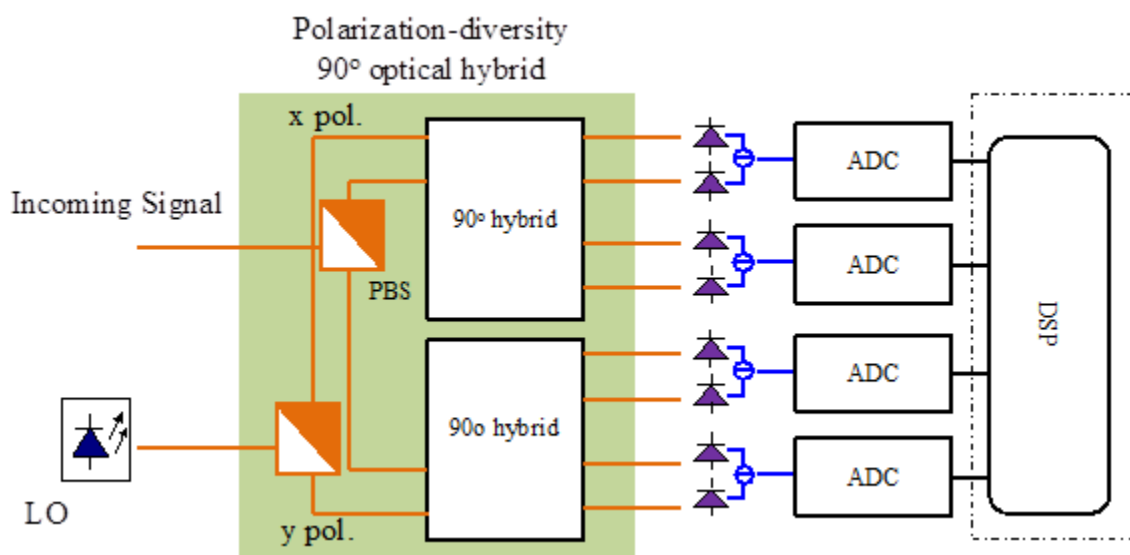 Polarization-diversity
90° optical hybrid
x pol.
Incoming Signal
90° hybrid
PBS
ADC
ADC
DSP
ADC
90o hybrid
ADC
LO
y pol.